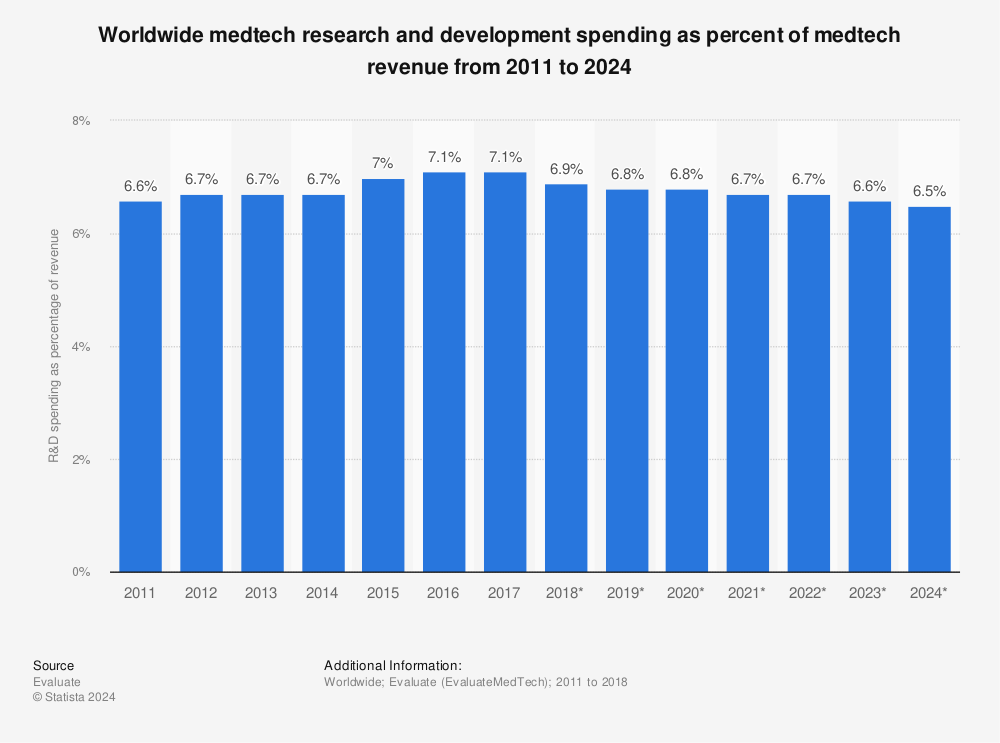 Worldwide medtech research and development spending as percent of medtech
revenue from 2011 to 2024
8%
6%
4%
2%
0%
R&D spending as percentage of revenue
6.6%
6.7%
6.7%
6.7%
7%
7.1%
7.1%
6.9%
6.8%
6.8%
6.7%
6.7%
6.6%
6.5%
2011 2012 2013 2014 2015 2016 2017 2018* 2019* 2020* 2021* 2022* 2023* 2024*
Source
Evaluate
© Statista 2024
Additional Information:
Worldwide; Evaluate (EvaluateMedTech); 2011 to 2018